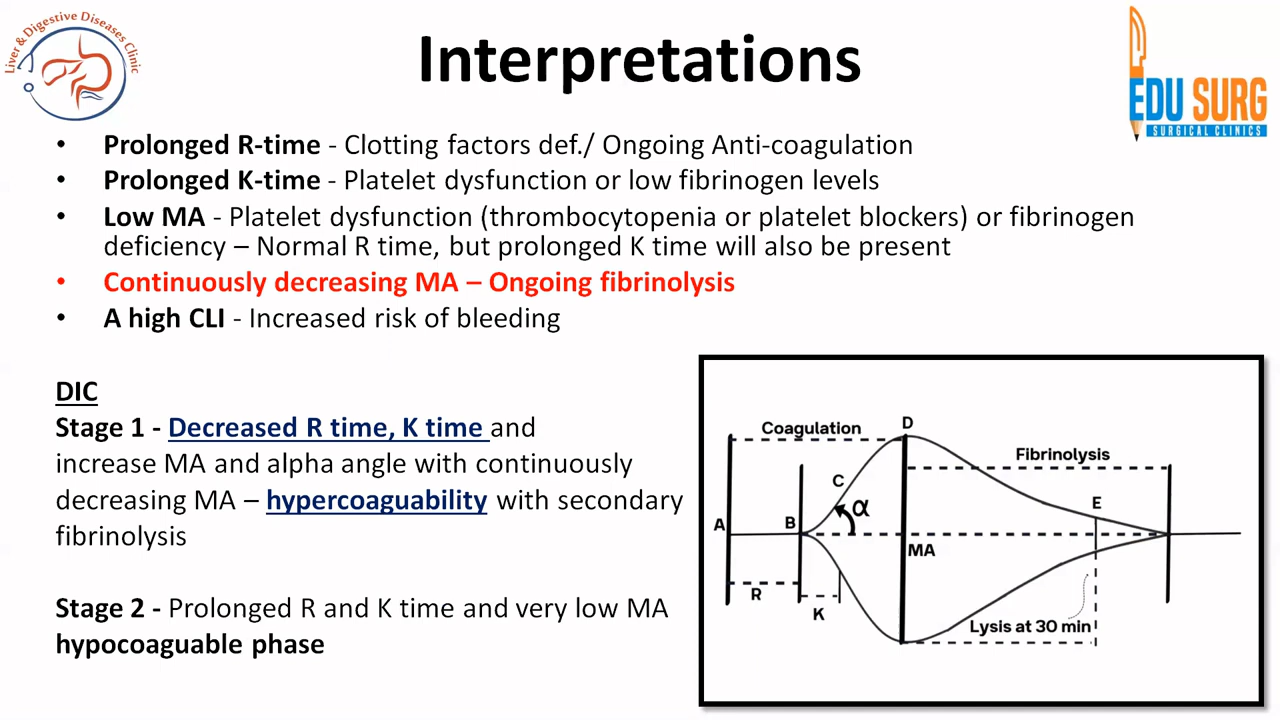 Liver & Digestive Diseases Clinic
Interpretations
EDU SURG
SURGICAL CLINICS
• Prolonged R-time - Clotting factors def./ Ongoing Anti-coagulation
• Prolonged K-time - Platelet dysfunction or low fibrinogen levels
• Low MA - Platelet dysfunction (thrombocytopenia or platelet blockers) or fibrinogen
deficiency – Normal R time, but prolonged K time will also be present
• Continuously decreasing MA – Ongoing fibrinolysis
• A high CLI - Increased risk of bleeding
DIC
Stage 1 - Decreased R time, K time and
increase MA and alpha angle with continuously
decreasing MA – hypercoaguability with secondary
fibrinolysis
Stage 2 - Prolonged R and K time and very low MA
hypocoaguable phase
Coagulation
D
Fibrinolysis
C
α
E
A
B
MA
R
K
Lysis at 30 min